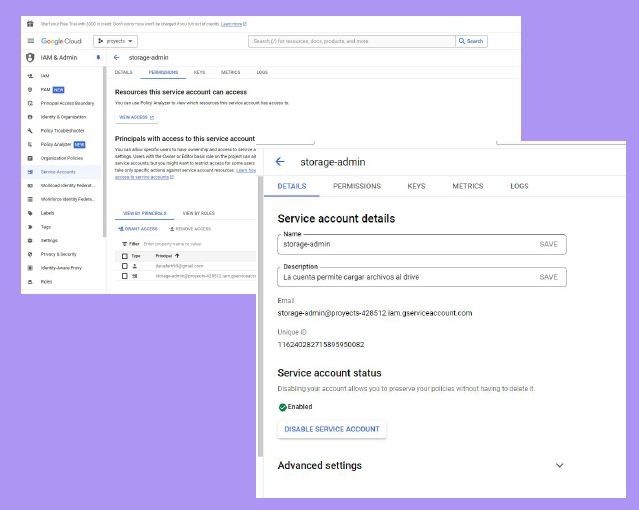 Start your Free Trial with $300 in credit. Don't worry—you won't be charged if you run out of credits. Learn more
Google Cloud
proyects
Search (/) for resources, docs, products, and more
Search
IAM & Admin
storage-admin
DETAILS PERMISSIONS KEYS METRICS LOGS
IAM
PAM NEW
Principal Access Boundary
Identity & Organization
Policy Troubleshooter
Policy Analyzer NEW
Organization Policies
Service Accounts
Workload Identity Federat...
Workforce Identity Federa...
Labels
Tags
Settings
Privacy & Security
Identity-Aware Proxy
Roles
Resources this service account can access
You can use Policy Analyzer to view which resources this service account has access to.
VIEW ACCESS
Principals with access to this service account
You can allow specific users to have ownership and access to service a
settings. Users with the Owner or Editor basic role on the project can al
service accounts, but you might want to restrict access for some users
take only specific actions against service account resources. Learn how
access to service accounts
VIEW BY PRINCIPALS VIEW BY ROLES
GRANT ACCESS REMOVE ACCESS
Filter Enter property name or value
Type Principal
storage-admin@proyects-428512.iam.gserviceaccount
storage-admin
DETAILS PERMISSIONS KEYS METRICS LOGS
Service account details
Name
storage-admin SAVE
Description
La cuenta permite cargar archivos al drive SAVE
Email
storage-admin@proyects-428512.iam.gserviceaccount.com
Unique ID
116240282715895950082
Service account status
Disabling your account allows you to preserve your policies without having to delete it.
Enabled
DISABLE SERVICE ACCOUNT
Advanced settings